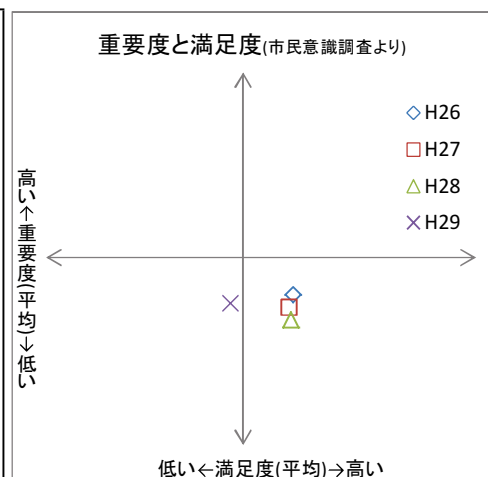 重要度と満足度(市民意識調査より)
H26
H27
H28
H29
高い↑重要度(平均)↓低い
低い←満足度(平均)→高い